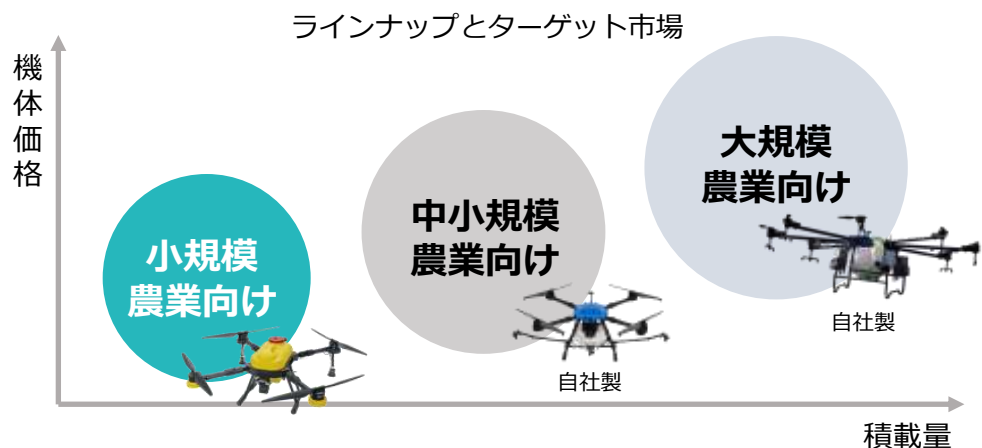 ラインナップとターゲット市場
機体価格
大規模
農業向け
中小規模
農業向け
小規模
農業向け
自社製
自社製
積載量